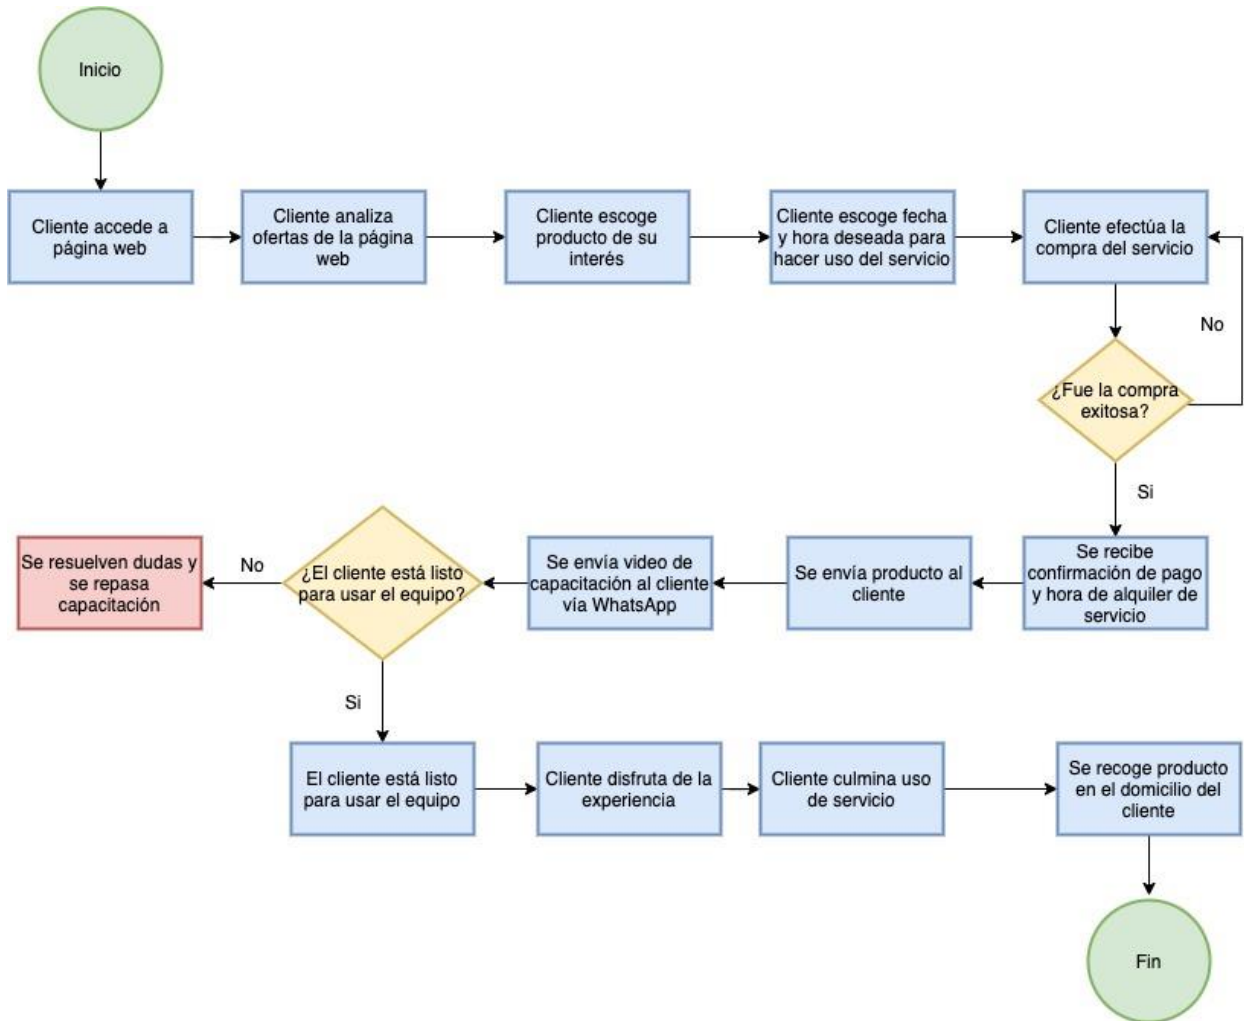 Inicio
Cliente accede a
página web
Cliente analiza
ofertas de la página
web
Cliente escoge
producto de su
interés
Cliente escoge fecha
y hora deseada para
hacer uso del servicio
Cliente efectúa la
compra del servicio
No
¿Fue la compra
exitosa?
Si
Se recibe
confirmación de pago
y hora de alquiler de
servicio
Se envía producto al
cliente
Se envía video de
capacitación al cliente
vía WhatsApp
¿El cliente está listo
para usar el equipo?
No
Se resuelven dudas y
se repasa
capacitación
Si
El cliente está listo
para usar el equipo
Cliente disfruta de la
experiencia
Cliente culmina uso
de servicio
Se recoge producto
en el domicilio del
cliente
Fin